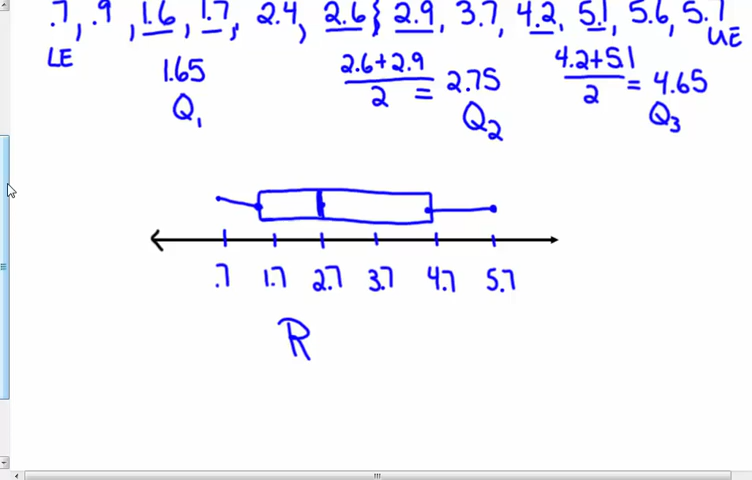 .7, .9, 1.6, 1.7, 2.4, 2.6 } 2.9, 3.7, 4.2, 5.1, 5.6, 5.7
LE UE
1.65 2.6+2.9/2 = 2.75 4.2+5.1/2 = 4.65
Q1 Q2 Q3
.7 1.7 2.7 3.7 4.7 5.7
R